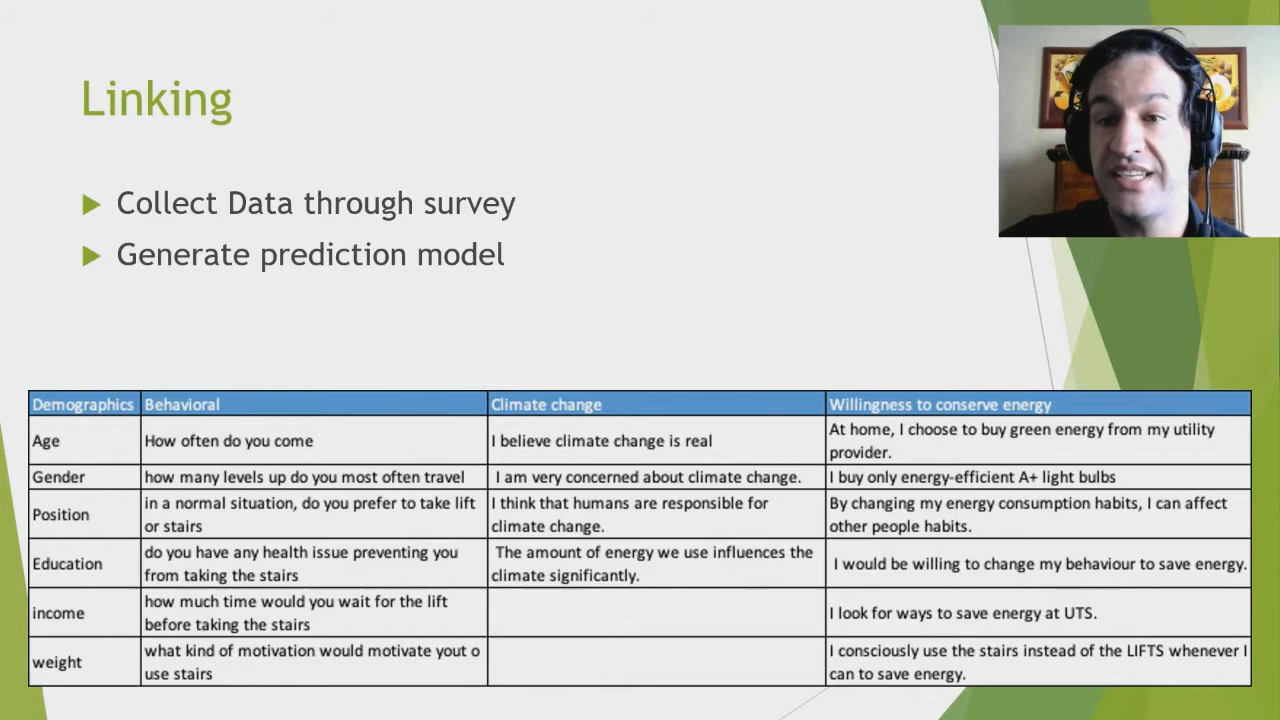 Linking
Collect Data through survey
Generate prediction model
Demographics Behavioral Climate change Willingness to conserve energy
Age How often do you come I believe climate change is real At home, I choose to buy green energy from my utility
provider.
Gender how many levels up do you most often travel I am very concerned about climate change. I buy only energy-efficient A+ light bulbs
Position in a normal situation, do you prefer to take lift
or stairs I think that humans are responsible for
climate change. By changing my energy consumption habits, I can affect
other people habits.
Education do you have any health issue preventing you
from taking the stairs The amount of energy we use influences the
climate significantly. I would be willing to change my behaviour to save energy.
income how much time would you wait for the lift
before taking the stairs I look for ways to save energy at UTS.
weight what kind of motivation would motivate yout o
use stairs I consciously use the stairs instead of the LIFTS whenever I
can to save energy.